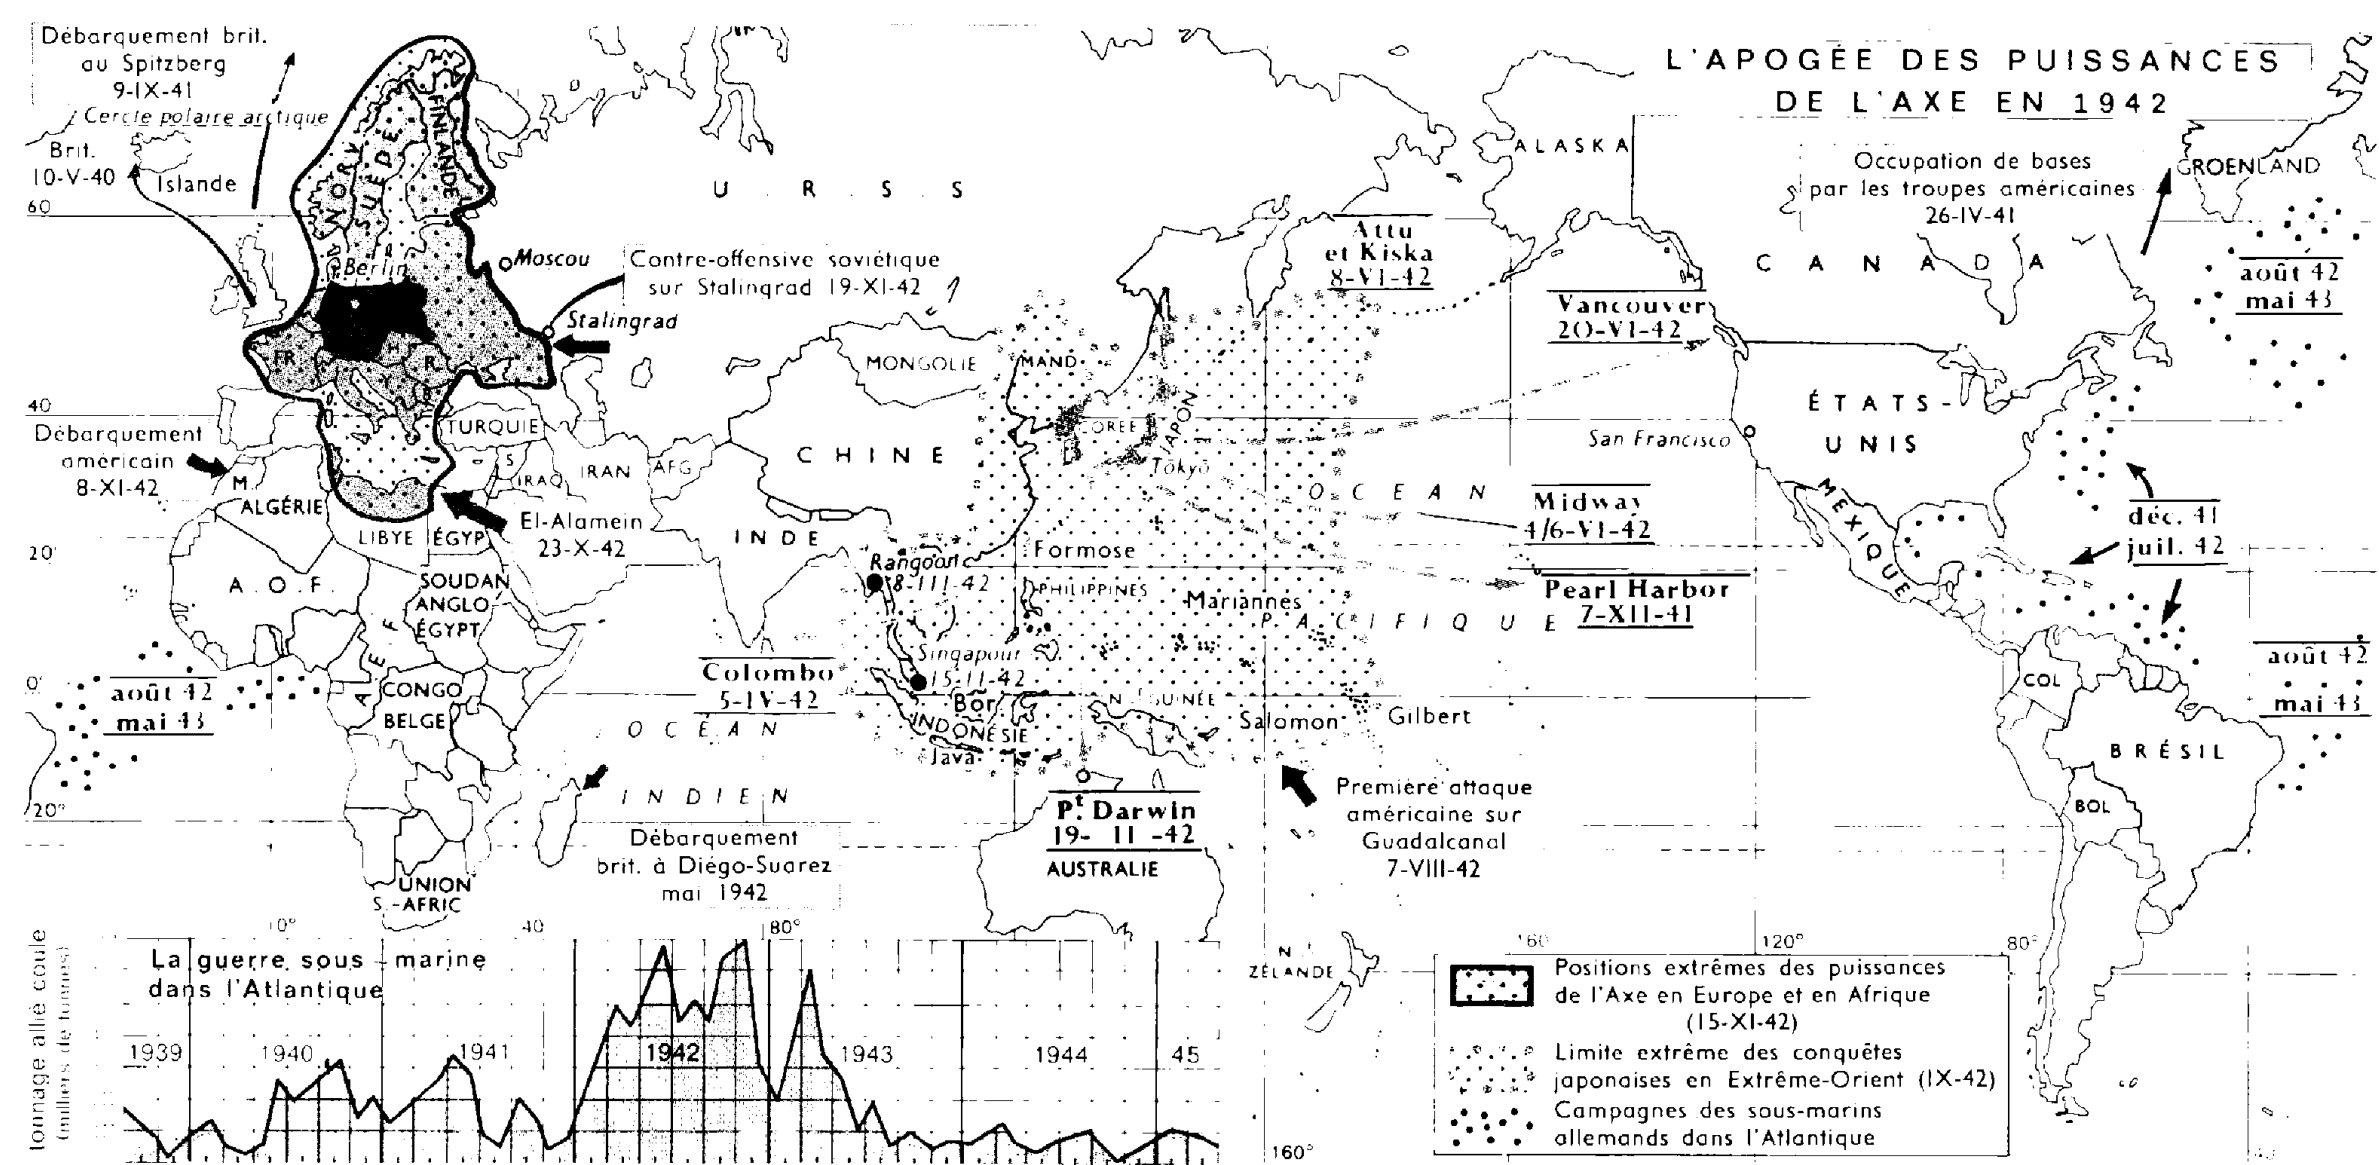 L'APOGÉE DES PUISSANCES
DE L'AXE EN 1942
Débarquement brit.
au Spitzberg
9-IX-41
Cercle polaire arctique
Brit.
10-V-40
Islande
NORV
SUÈDE
FINLANDE
60
Berlin
Moscou
U.R.S.S
Contre-offensive soviétique
sur Stalingrad 19-XI-42
Stalingrad
FR
H
R
Y
B
40
Débarquement
américain
8-XI-42
M.
ALGÉRIE
TURQUIE
S
IRAQ
IRAN
AFG
El-Alamein
23-X-42
LIBYE
ÉGYP
20°
A.O.F.
SOUDAN
ANGLO
ÉGYPT
A E F
CONGO
BELGE
0°
août 42
mai 43
20°
UNION
S.-AFRIC
MONGOLIE
MAND
CHINE
CORÉE
JAPON
Tokyo
INDE
Rangoon
8-III-42
Formose
PHILIPPINES
Mariannes
Singapour
15-II-42
Colombo
5-IV-42
Bor
INDONÉSIE
Java
N. GUINÉE
Salomon
Gilbert
OCÉAN
INDIEN
Débarquement
brit. à Diégo-Suarez
mai 1942
Pt. Darwin
19- II -42
AUSTRALIE
Première attaque
américaine sur
Guadalcanal
7-VIII-42
N
ZÉLANDE
Attu
et Kiska
8-VI-42
ALASKA
Occupation de bases
par les troupes américaines
26-IV-41
GROENLAND
CANADA
Vancouver
20-VI-42
ÉTATS-
UNIS
San Francisco
OCEAN
PACIFIQUE
Midway
4/6-VI-42
Pearl Harbor
7-XII-41
MEXIQUE
août 42
mai 43
déc. 41
juil. 42
août 42
mai 43
COL
BRÉSIL
BOL
0°
40
80°
160
120°
80°
160°
La guerre sous-marine
dans l'Atlantique
tonnage allié coulé
(milliers de tonnes)
1939
1940
1941
1942
1943
1944
45
Positions extrêmes des puissances
de l'Axe en Europe et en Afrique
(15-XI-42)
Limite extrême des conquêtes
japonaises en Extrême-Orient (IX-42)
Campagnes des sous-marins
allemands dans l'Atlantique